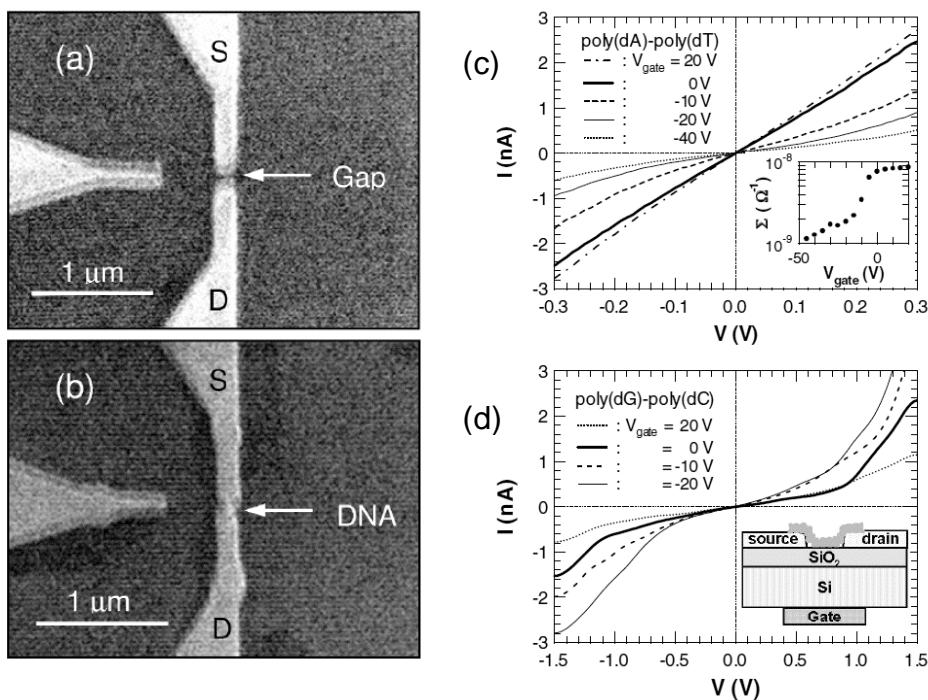 (a)
S
Gap
1 μm
D
(b)
S
DNA
1 μm
D
(c)
I (nA)
3
2
1
0
-1
-2
-3
poly(dA)-poly(dT)
: V_gate = 20 V
: 0 V
: -10 V
: -20 V
: -40 V
Σ (Ω⁻¹)
10⁻⁸
10⁻⁹
-50 0
V_gate (V)
-0.3 -0.2 -0.1 0.0 0.1 0.2 0.3
V (V)
(d)
I (nA)
3
2
1
0
-1
-2
-3
poly(dG)-poly(dC)
: V_gate = 20 V
: = 0 V
: = -10 V
: = -20 V
source drain
SiO₂
Si
Gate
-1.5 -1.0 -0.5 0.0 0.5 1.0 1.5
V (V)